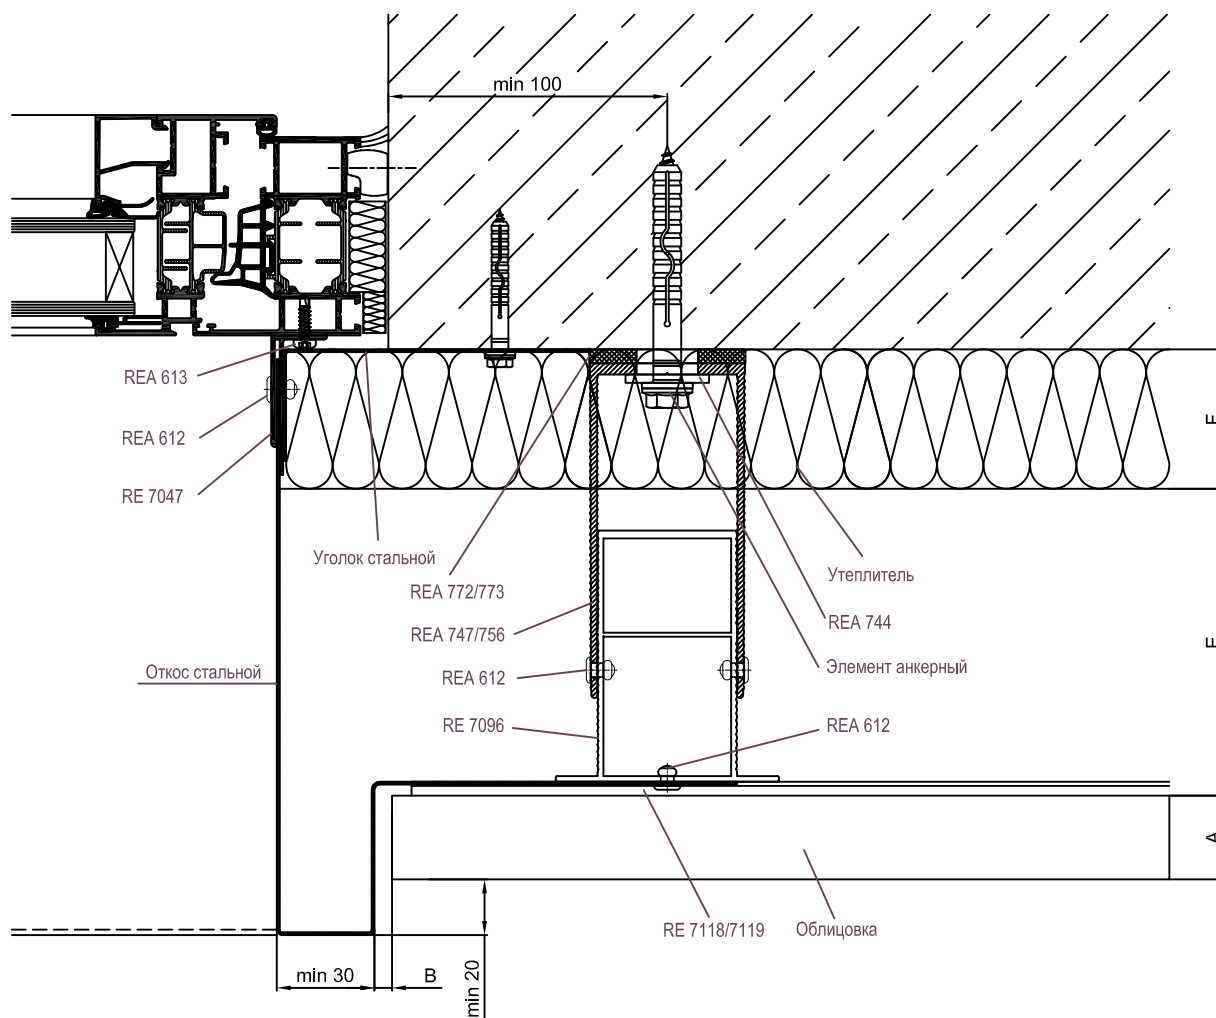 min 100
REA 613
REA 612
RE 7047
Уголок стальной
REA 772/773
REA 747/756
REA 612
RE 7096
Откос стальной
Утеплитель
REA 744
Элемент анкерный
REA 612
RE 7118/7119
Облицовка
min 30
B
min 20